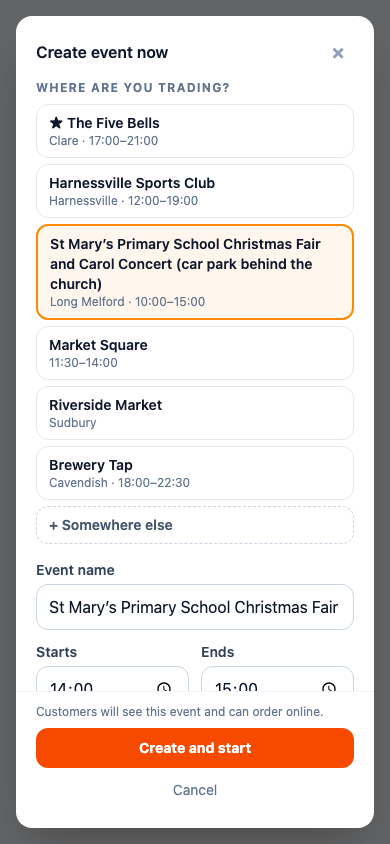 Create event now ×
WHERE ARE YOU TRADING?
★ The Five Bells
Clare · 17:00–21:00
Harnessville Sports Club
Harnessville · 12:00–19:00
St Mary’s Primary School Christmas Fair
and Carol Concert (car park behind the
church)
Long Melford · 10:00–15:00
Market Square
11:30–14:00
Riverside Market
Sudbury
Brewery Tap
Cavendish · 18:00–22:30
+ Somewhere else
Event name
St Mary’s Primary School Christmas Fair
Starts Ends
14:00 15:00
Customers will see this event and can order online.
Create and start
Cancel